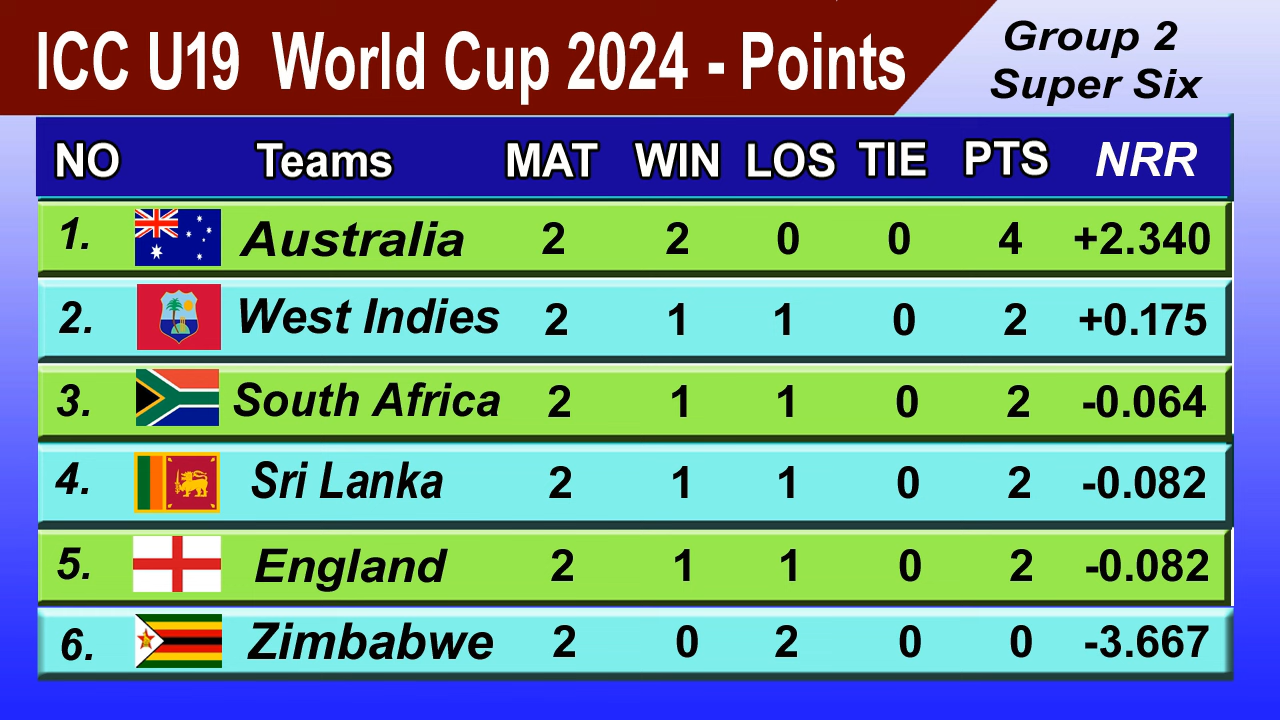 ICC U19 World Cup 2024 - Points
Group 2
Super Six
NO Teams MAT WIN LOS TIE PTS NRR
1. Australia 2 2 0 0 4 +2.340
2. West Indies 2 1 1 0 2 +0.175
3. South Africa 2 1 1 0 2 -0.064
4. Sri Lanka 2 1 1 0 2 -0.082
5. England 2 1 1 0 2 -0.082
6. Zimbabwe 2 0 2 0 0 -3.667